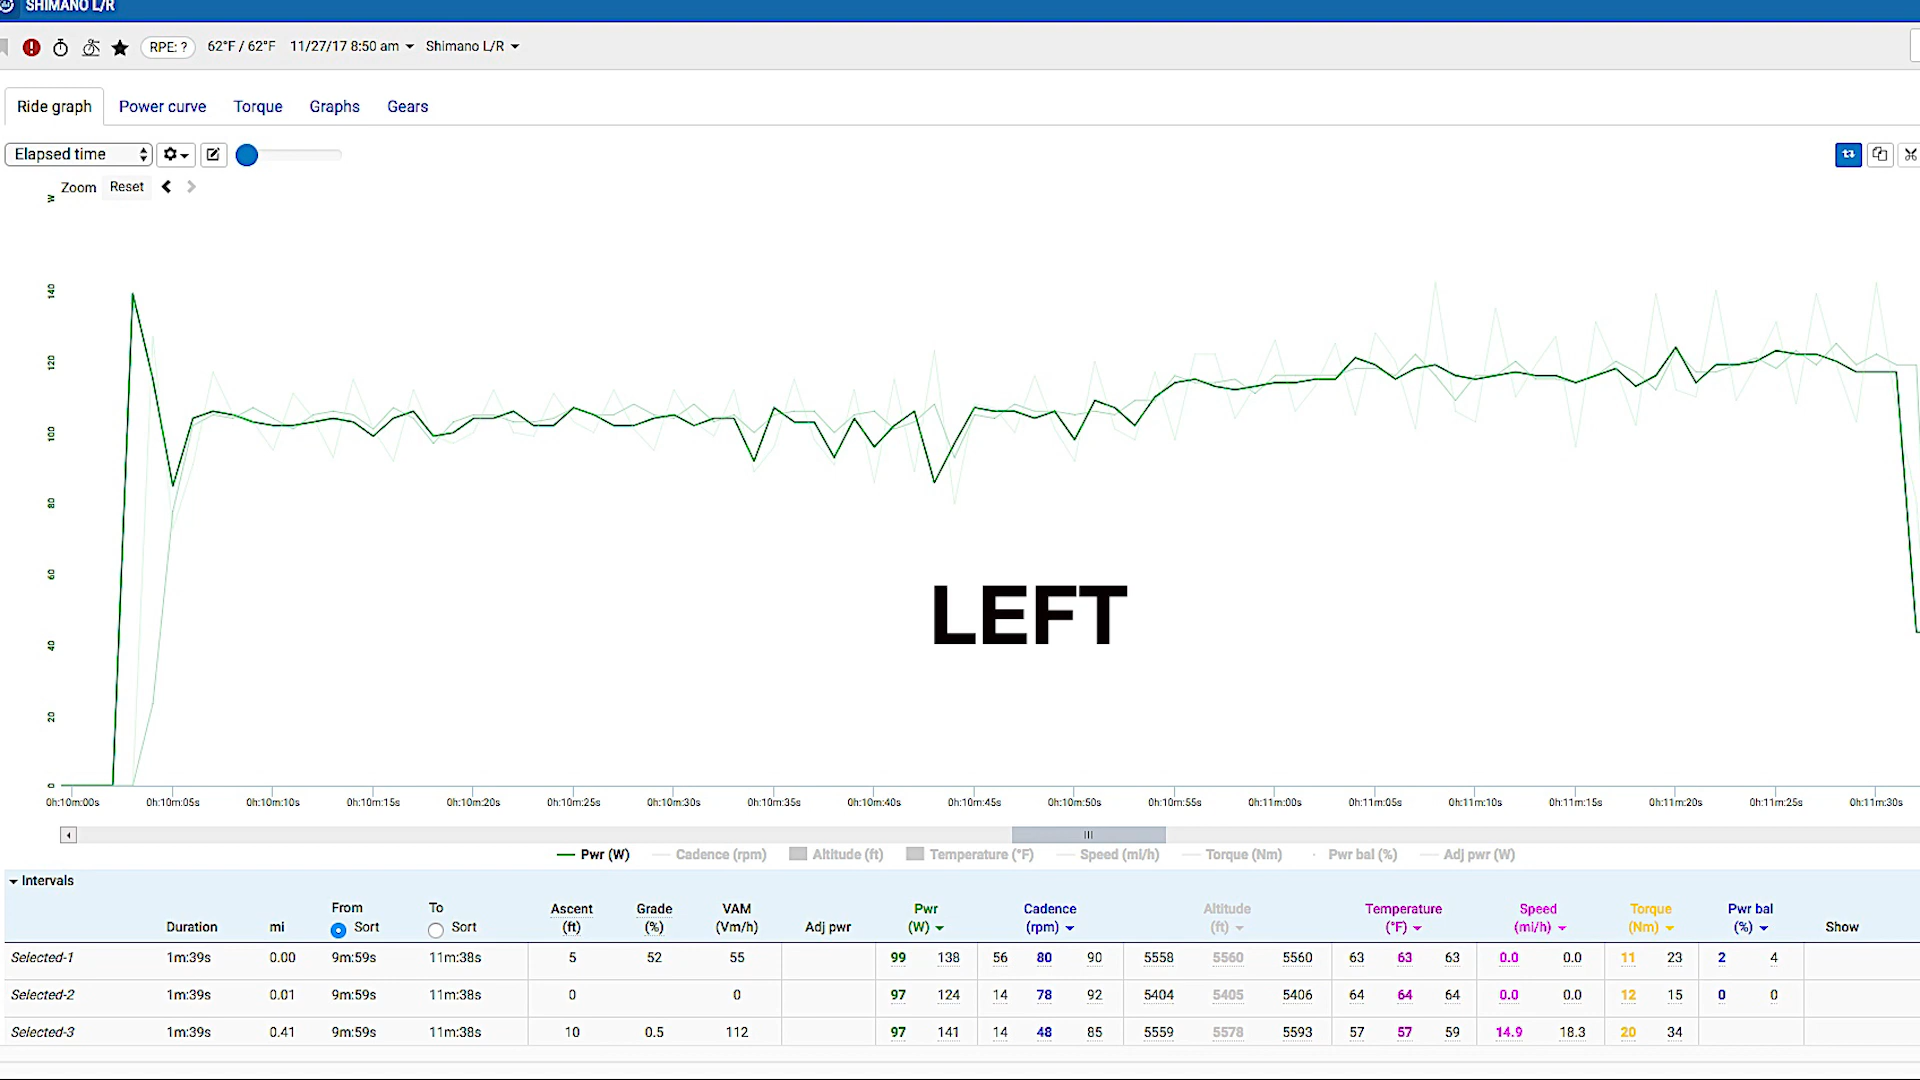 SHIMANO L/R
RPE: ? 62°F / 62°F 11/27/17 8:50 am Shimano L/R
Ride graph Power curve Torque Graphs Gears
Elapsed time
Zoom Reset
W
140
120
100
80
60
40
20
0
LEFT
0h:10m:00s 0h:10m:05s 0h:10m:10s 0h:10m:15s 0h:10m:20s 0h:10m:25s 0h:10m:30s 0h:10m:35s 0h:10m:40s 0h:10m:45s 0h:10m:50s 0h:10m:55s 0h:11m:00s 0h:11m:05s 0h:11m:10s 0h:11m:15s 0h:11m:20s 0h:11m:25s 0h:11m:30s
Pwr (W) Cadence (rpm) Altitude (ft) Temperature (°F) Speed (mi/h) Torque (Nm) Pwr bal (%) Adj pwr (W)
Intervals
From To Ascent Grade VAM Pwr Cadence Altitude Temperature Speed Torque Pwr bal
Duration mi Sort Sort (ft) (%) (Vm/h) Adj pwr (W) (rpm) (ft) (°F) (mi/h) (Nm) (%) Show
Selected-1 1m:39s 0.00 9m:59s 11m:38s 5 52 55 99 138 56 80 90 5558 5560 5560 63 63 63 0.0 0.0 11 23 2 4
Selected-2 1m:39s 0.01 9m:59s 11m:38s 0 0 97 124 14 78 92 5404 5405 5406 64 64 64 0.0 0.0 12 15 0 0
Selected-3 1m:39s 0.41 9m:59s 11m:38s 10 0.5 112 97 141 14 48 85 5559 5578 5593 57 57 59 14.9 18.3 20 34